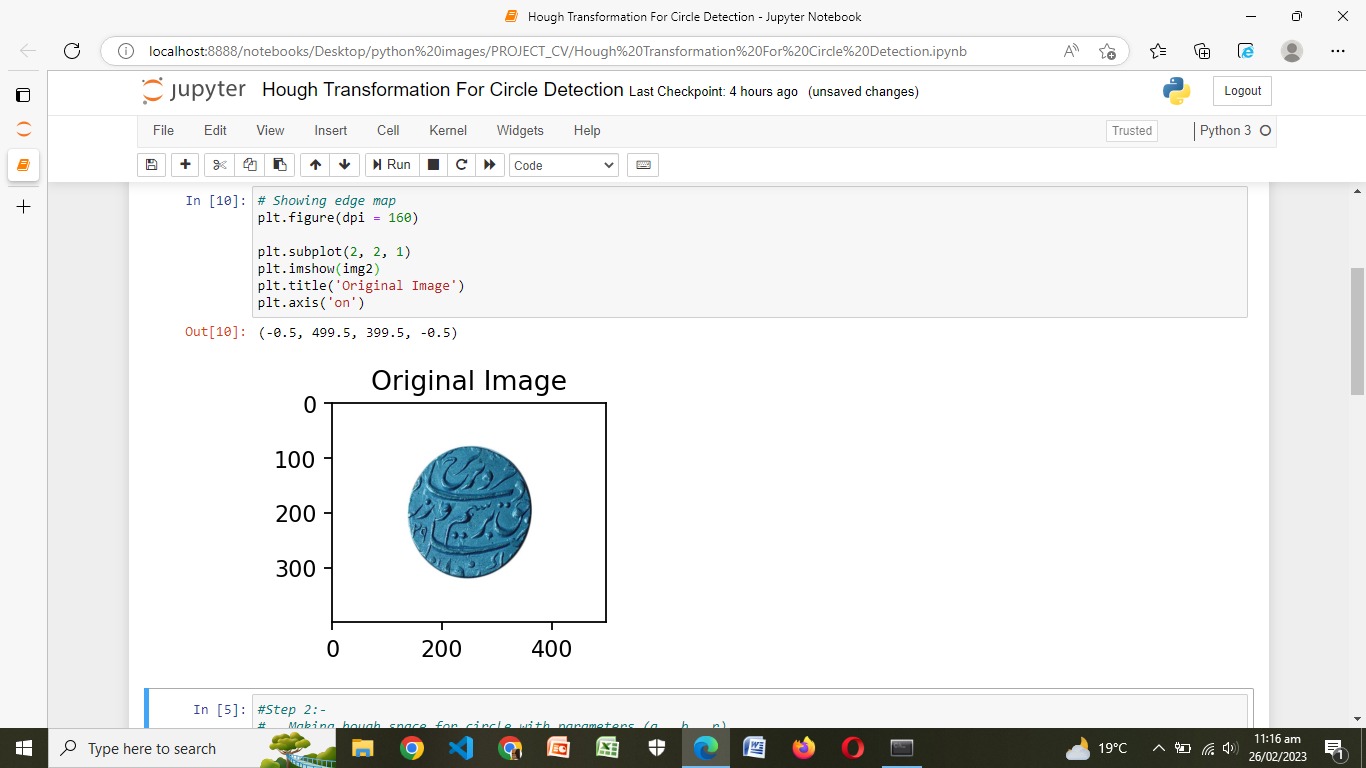 Hough Transformation For Circle Detection - Jupyter Notebook
localhost:8888/notebooks/Desktop/python%20images/PROJECT_CV/Hough%20Transformation%20For%20Circle%20Detection.ipynb
jupyter Hough Transformation For Circle Detection Last Checkpoint: 4 hours ago (unsaved changes)
Logout
File Edit View Insert Cell Kernel Widgets Help
Trusted
Python 3
Run
Code
In [10]:
# Showing edge map
plt.figure(dpi = 160)
plt.subplot(2, 2, 1)
plt.imshow(img2)
plt.title('Original Image')
plt.axis('on')
Out[10]: (-0.5, 499.5, 399.5, -0.5)
Original Image
0
100
200
300
0 200 400
In [5]: #Step 2:-
# Making hough space for circle with parameters (a, b, r)
Type here to search
19°C
11:16 am
26/02/2023
1